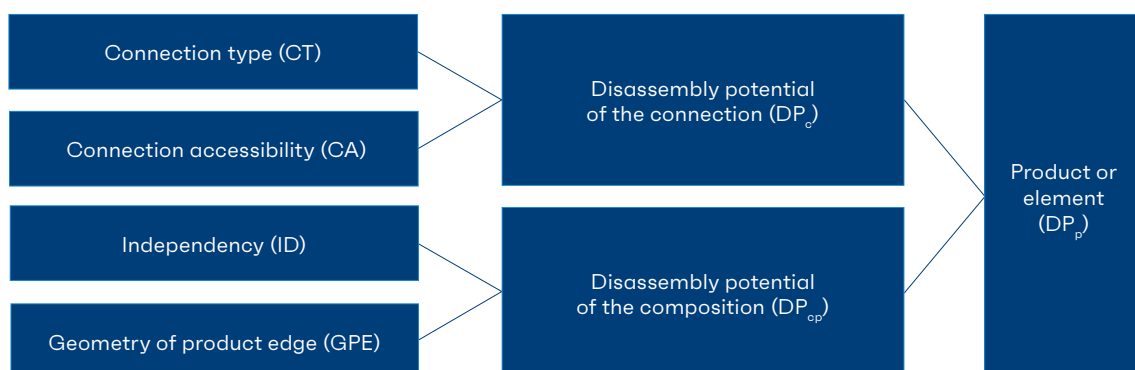 Connection type (CT)
Connection accessibility (CA)
Independency (ID)
Geometry of product edge (GPE)
Disassembly potential
of the connection (DPc)
Disassembly potential
of the composition (DPcp)
Product or
element
(DPp)